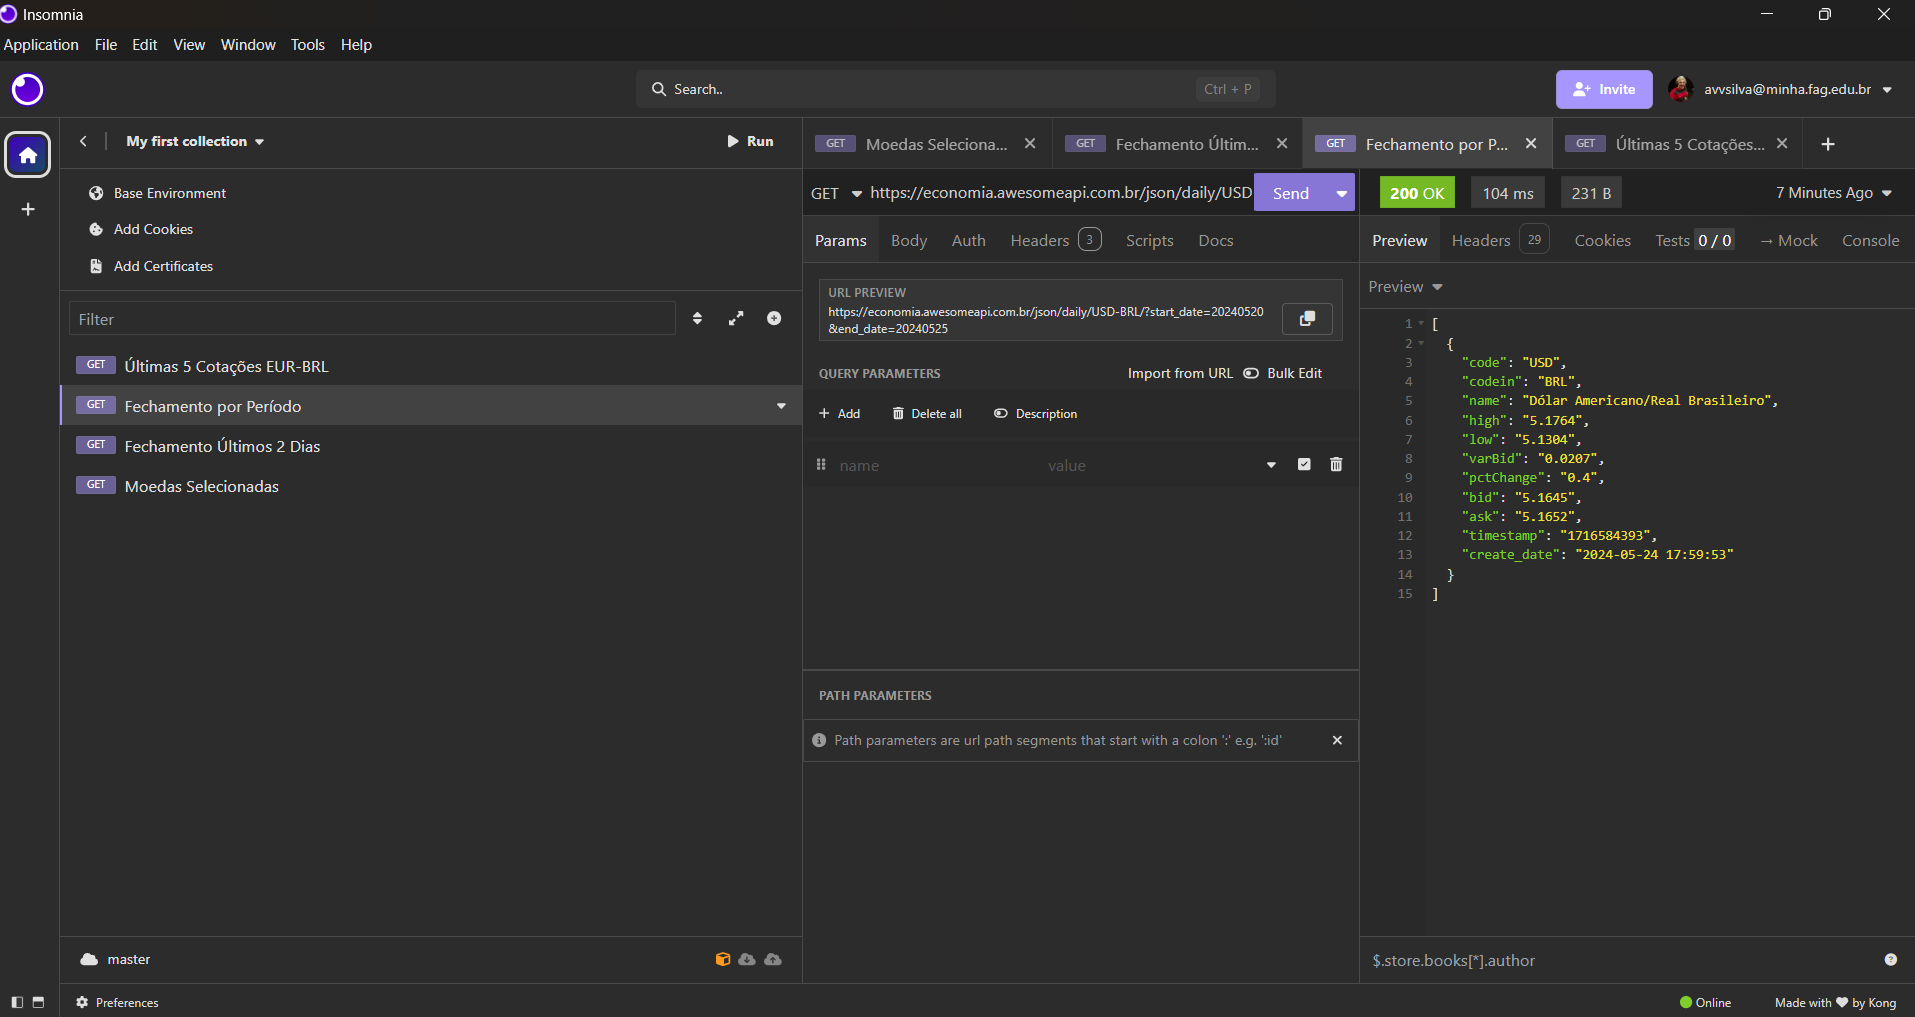 Insomnia
Application File Edit View Window Tools Help
Search.. Ctrl + P Invite avvsilva@minha.fag.edu.br
My first collection Run
Base Environment
Add Cookies
Add Certificates
Filter
GET Últimas 5 Cotações EUR-BRL
GET Fechamento por Período
GET Fechamento Últimos 2 Dias
GET Moedas Selecionadas
master
Preferences
GET Moedas Seleciona... GET Fechamento Últim... GET Fechamento por P... GET Últimas 5 Cotações...
GET https://economia.awesomeapi.com.br/json/daily/USD Send
Params Body Auth Headers 3 Scripts Docs
URL PREVIEW
https://economia.awesomeapi.com.br/json/daily/USD-BRL/?start_date=20240520
&end_date=20240525
QUERY PARAMETERS Import from URL Bulk Edit
Add Delete all Description
name value
PATH PARAMETERS
Path parameters are url path segments that start with a colon ':' e.g. ':id'
200 OK 104 ms 231 B 7 Minutes Ago
Preview Headers 29 Cookies Tests 0 / 0 → Mock Console
Preview
1 [
2 {
3 "code": "USD",
4 "codein": "BRL",
5 "name": "Dólar Americano/Real Brasileiro",
6 "high": "5.1764",
7 "low": "5.1304",
8 "varBid": "0.0207",
9 "pctChange": "0.4",
10 "bid": "5.1645",
11 "ask": "5.1652",
12 "timestamp": "1716584393",
13 "create_date": "2024-05-24 17:59:53"
14 }
15 ]
$.store.books[*].author
Online Made with ♥ by Kong